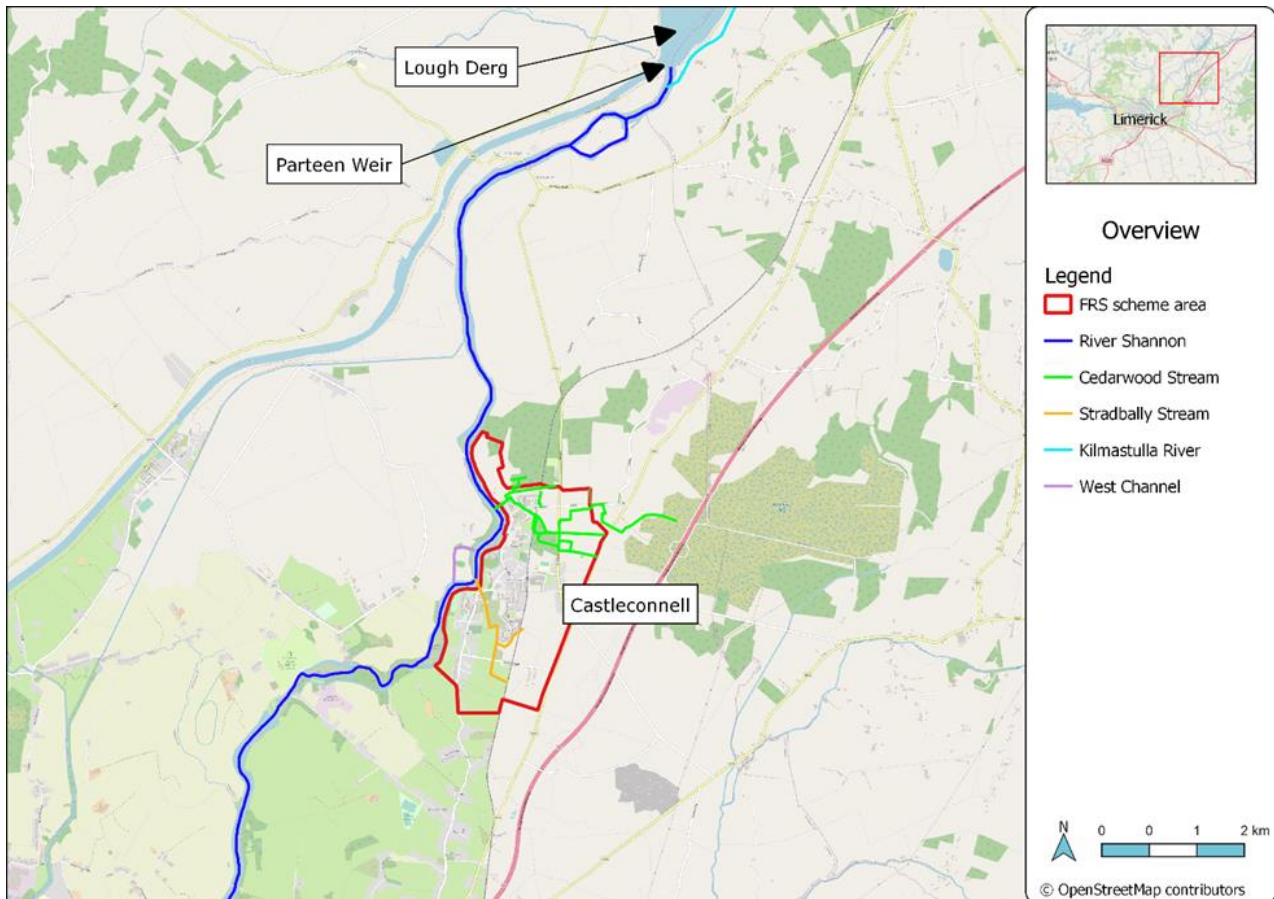 Lough Derg
Parteen Weir
Castleconnell
Limerick
Overview
Legend
FRS scheme area
River Shannon
Cedarwood Stream
Stradbally Stream
Kilmastulla River
West Channel
N
0 0 1 2 km
© OpenStreetMap contributors